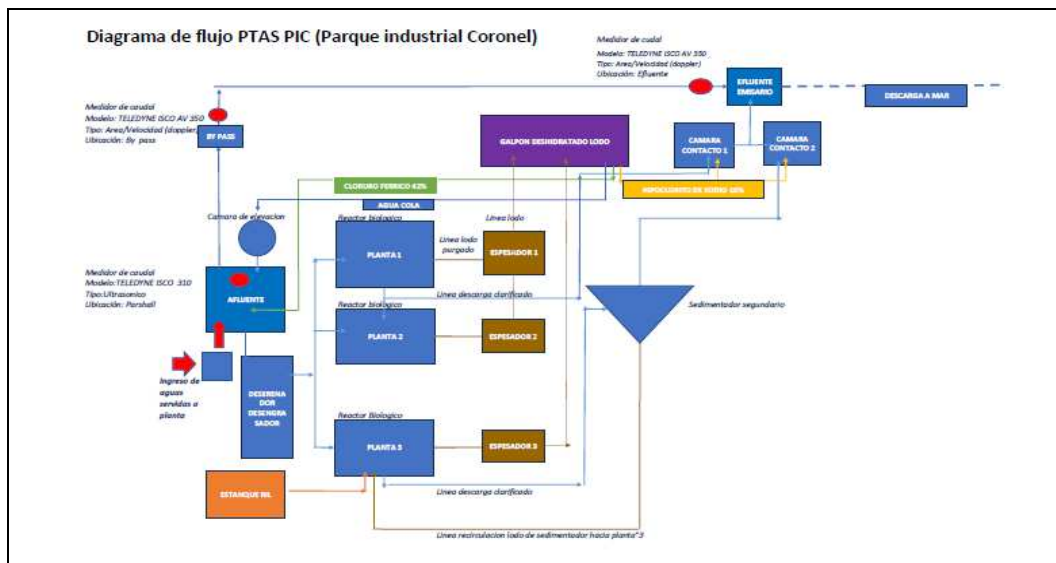 Diagrama de flujo PTAS PIC (Parque industrial Coronel)
Medidor de cudal
Modelo: TELEDYNE ISCO AV 350
Tipo: Area/Velocidad (doppler)
Ubicación: Efluente
EFLUENTE
EMISARIO
DESCARGA A MAR
Medidor de caudal
Modelo: TELEDYNE ISCO AV 350
Tipo: Area/Velocidad (doppler)
Ubicación: By pass
BY PASS
GALPON DESHIDRATADO LODO
CAMARA
CONTACTO 1
CAMARA
CONTACTO 2
CLORURO FERRICO 42%
HIPOCLORITO DE SODIO 10%
AGUA COLA
Camara de elevacion
Reactor biologico
Linea lodo
PLANTA 1
Linea lodo
purgado
ESPESADOR 1
Medidor de caudal
Modelo:TELEDYNE ISCO 310
Tipo:Ultrasonico
Ubicación: Parshall
AFLUENTE
Linea descarga clarificado
Reactor biologico
Sedimentador segundario
PLANTA 2
ESPESADOR 2
Ingreso de
aguas
servidas a
planta
DESERENA
DOR
DESENGRA
SADOR
Reactor Biologico
PLANTA 3
ESPESADOR 3
ESTANQUE RIL
Linea descarga clarificado
Linea recirculacion lodo de sedimentador hacia planta°3